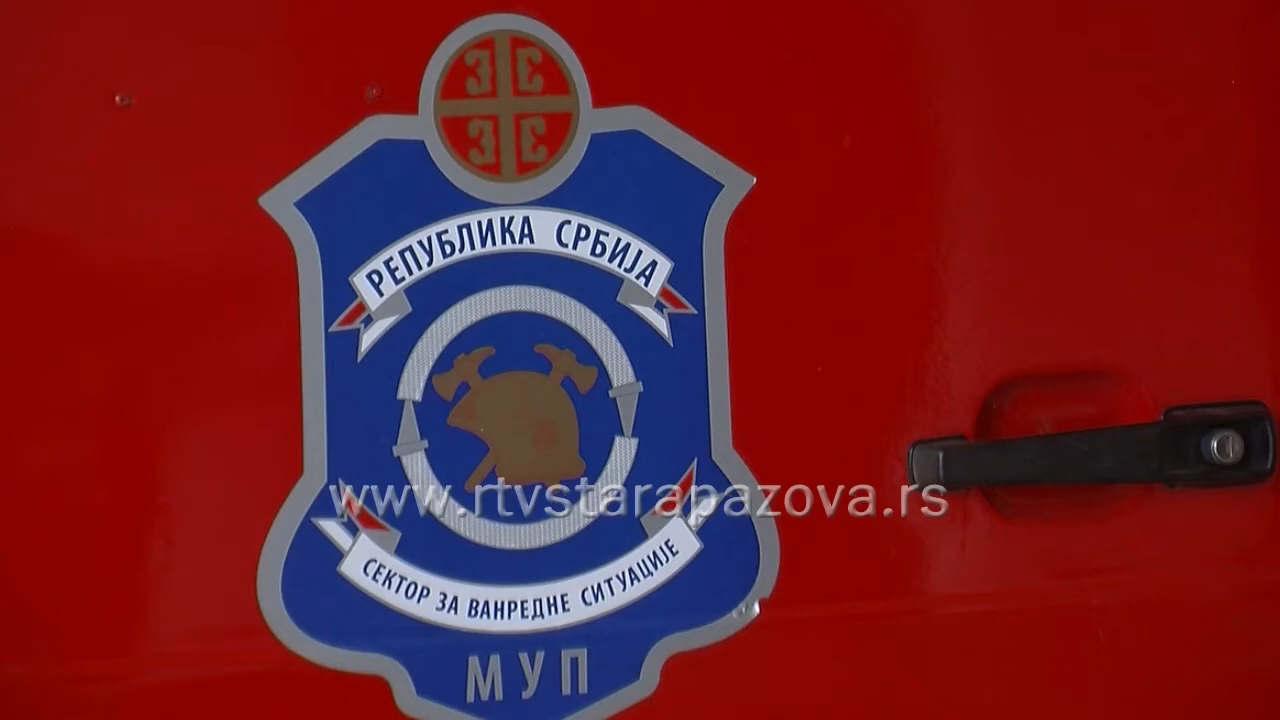 РЕПУБЛИКА СРБИЈА
www.rtvstarapazova.rs
СЕКТОР ЗА ВАНРЕДНЕ СИТУАЦИЈЕ
МУП